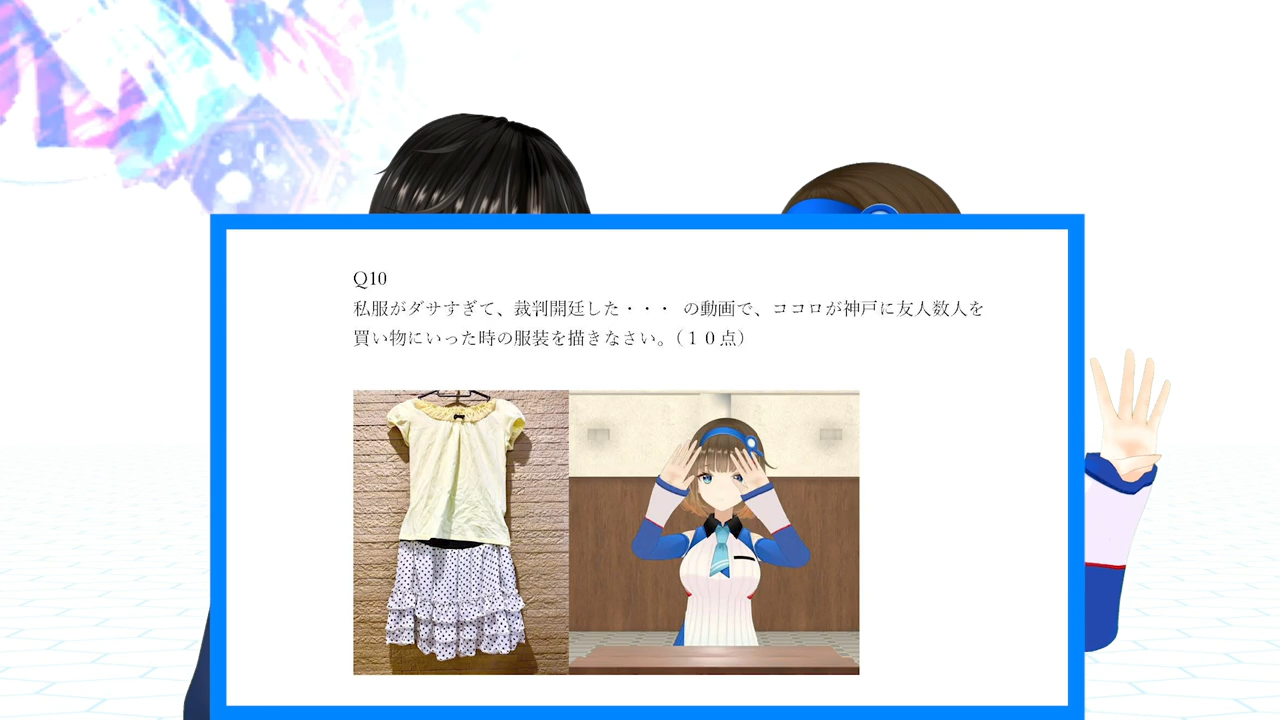 Q10
私服がダサすぎて、裁判開廷した・・・ の動画で、ココロが神戸に友人数人を
買い物にいった時の服装を描きなさい。（１０点）